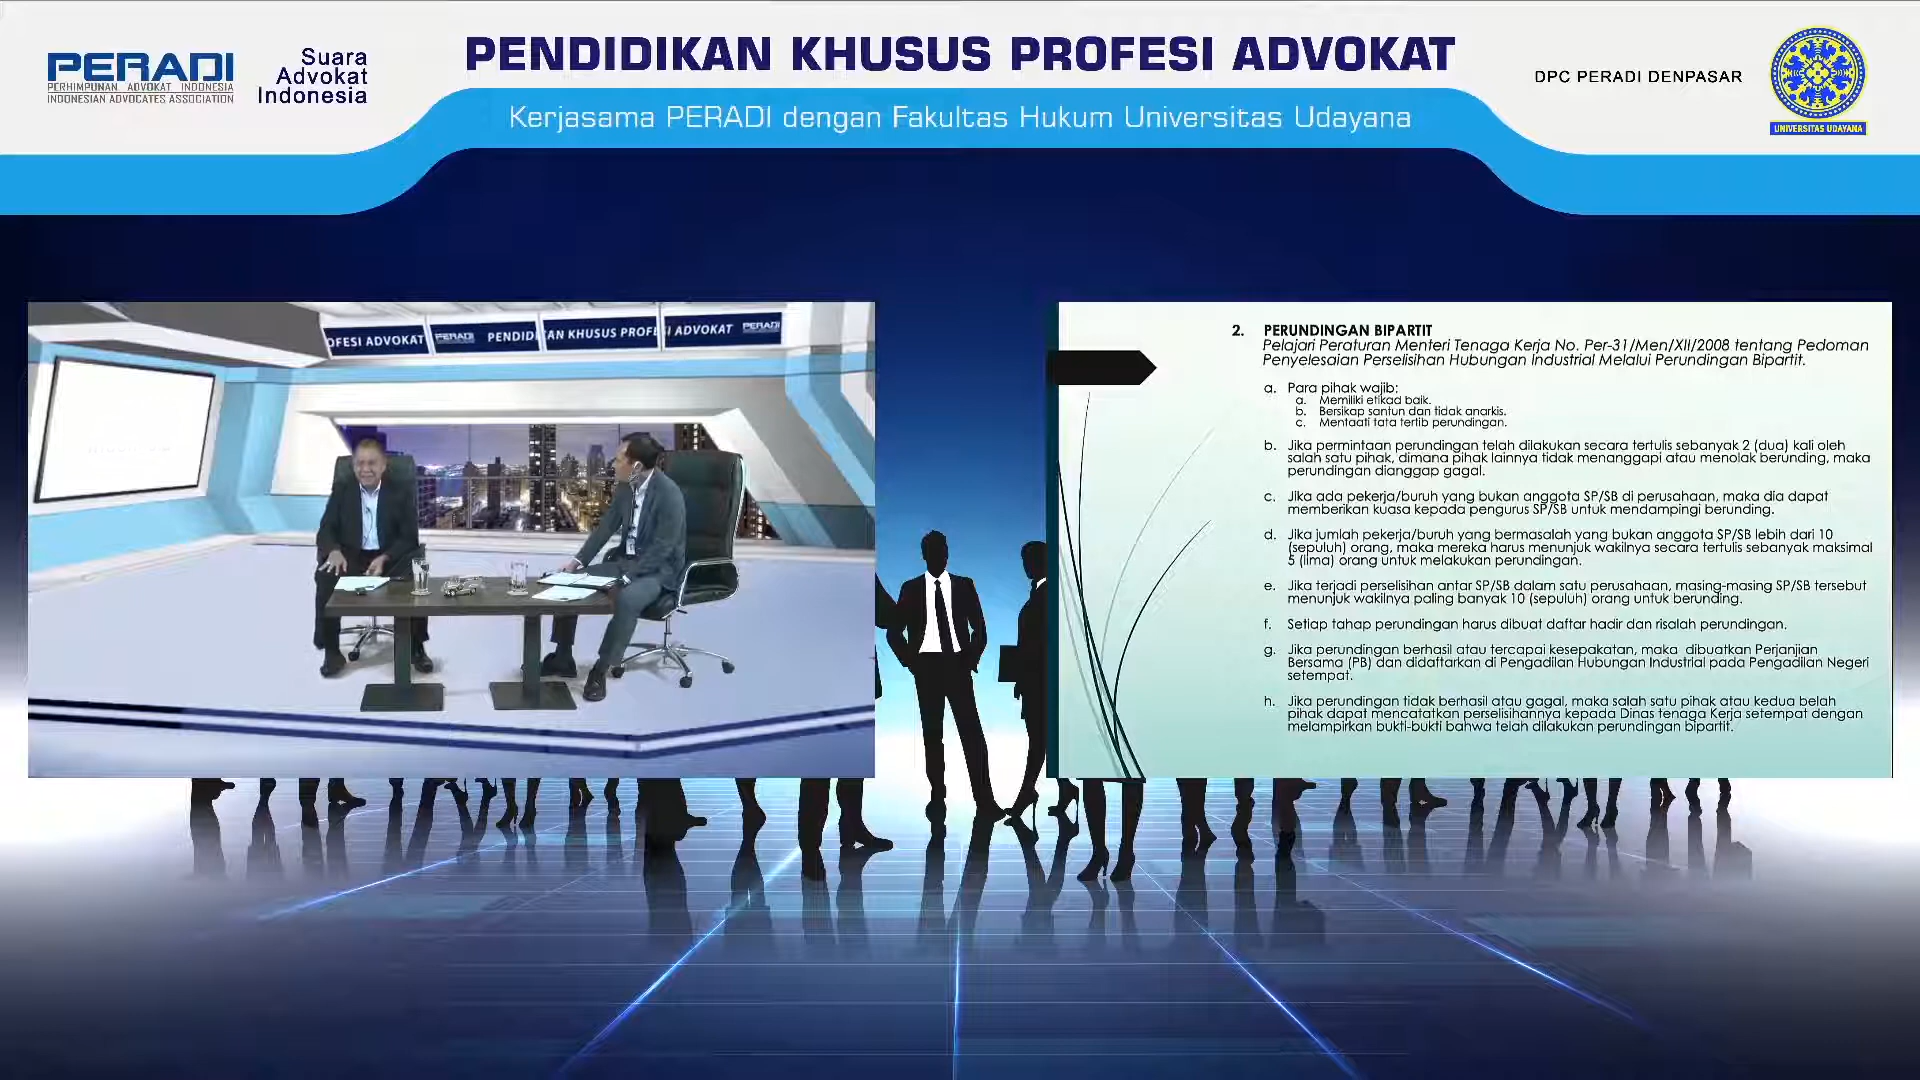 PERADI
PERHIMPUNAN ADVOKAT INDONESIA
INDONESIAN ADVOCATES ASSOCIATION
Suara
Advokat
Indonesia
PENDIDIKAN KHUSUS PROFESI ADVOKAT
Kerjasama PERADI dengan Fakultas Hukum Universitas Udayana
DPC PERADI DENPASAR
UNIVERSITAS UDAYANA
OFESI ADVOKAT PERADI PENDIDIKAN KHUSUS PROFESI ADVOKAT PERADI
2. PERUNDINGAN BIPARTIT
Pelajari Peraturan Menteri Tenaga Kerja No. Per-31/Men/XII/2008 tentang Pedoman
Penyelesaian Perselisihan Hubungan Industrial Melalui Perundingan Bipartit.
a. Para pihak wajib:
a. Memiliki etikad baik.
b. Bersikap santun dan tidak anarkis.
c. Mentaati tata tertib perundingan.
b. Jika permintaan perundingan telah dilakukan secara tertulis sebanyak 2 (dua) kali oleh
salah satu pihak, dimana pihak lainnya tidak menanggapi atau menolak berunding, maka
perundingan dianggap gagal.
c. Jika ada pekerja/buruh yang bukan anggota SP/SB di perusahaan, maka dia dapat
memberikan kuasa kepada pengurus SP/SB untuk mendampingi berunding.
d. Jika jumlah pekerja/buruh yang bermasalah yang bukan anggota SP/SB lebih dari 10
(sepuluh) orang, maka mereka harus menunjuk wakilnya secara tertulis sebanyak maksimal
5 (lima) orang untuk melakukan perundingan.
e. Jika terjadi perselisihan antar SP/SB dalam satu perusahaan, masing-masing SP/SB tersebut
menunjuk wakilnya paling banyak 10 (sepuluh) orang untuk berunding.
f. Setiap tahap perundingan harus dibuat daftar hadir dan risalah perundingan.
g. Jika perundingan berhasil atau tercapai kesepakatan, maka dibuatkan Perjanjian
Bersama (PB) dan didaftarkan di Pengadilan Hubungan Industrial pada Pengadilan Negeri
setempat.
h. Jika perundingan tidak berhasil atau gagal, maka salah satu pihak atau kedua belah
pihak dapat mencatatkan perselisihannya kepada Dinas tenaga Kerja setempat dengan
melampirkan bukti-bukti bahwa telah dilakukan perundingan bipartit.